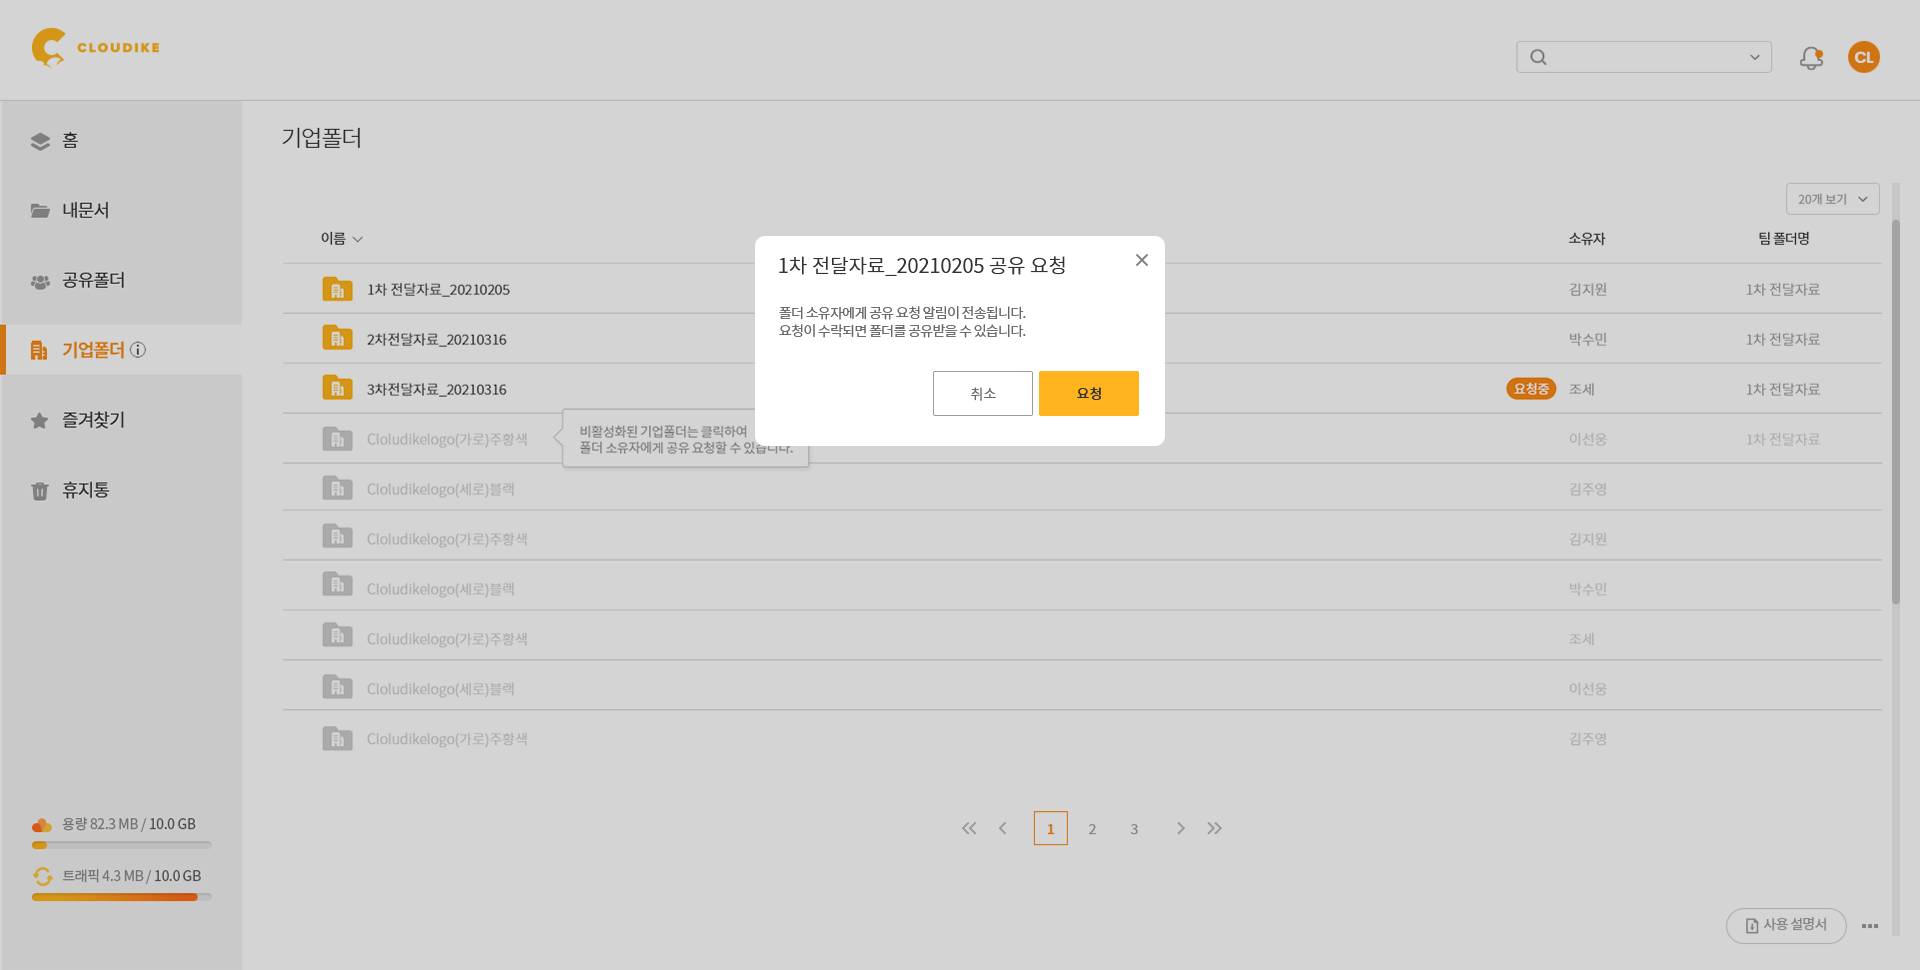 CLOUDIKE
CL
홈
내문서
공유폴더
기업폴더
즐겨찾기
휴지통
용량 82.3 MB / 10.0 GB
트래픽 4.3 MB / 10.0 GB
기업폴더
20개 보기
이름 소유자 팀 폴더명
1차 전달자료_20210205 김지원 1차 전달자료
2차전달자료_20210316 박수민 1차 전달자료
3차전달자료_20210316 요청중 조세 1차 전달자료
Cloludikelogo(가로)주황색 이선웅 1차 전달자료
비활성화된 기업폴더는 클릭하여
폴더 소유자에게 공유 요청할 수 있습니다.
Cloludikelogo(세로)블랙 김주영
Cloludikelogo(가로)주황색 김지원
Cloludikelogo(세로)블랙 박수민
Cloludikelogo(가로)주황색 조세
Cloludikelogo(세로)블랙 이선웅
Cloludikelogo(가로)주황색 김주영
1차 전달자료_20210205 공유 요청
폴더 소유자에게 공유 요청 알림이 전송됩니다.
요청이 수락되면 폴더를 공유받을 수 있습니다.
취소 요청
1 2 3
사용 설명서